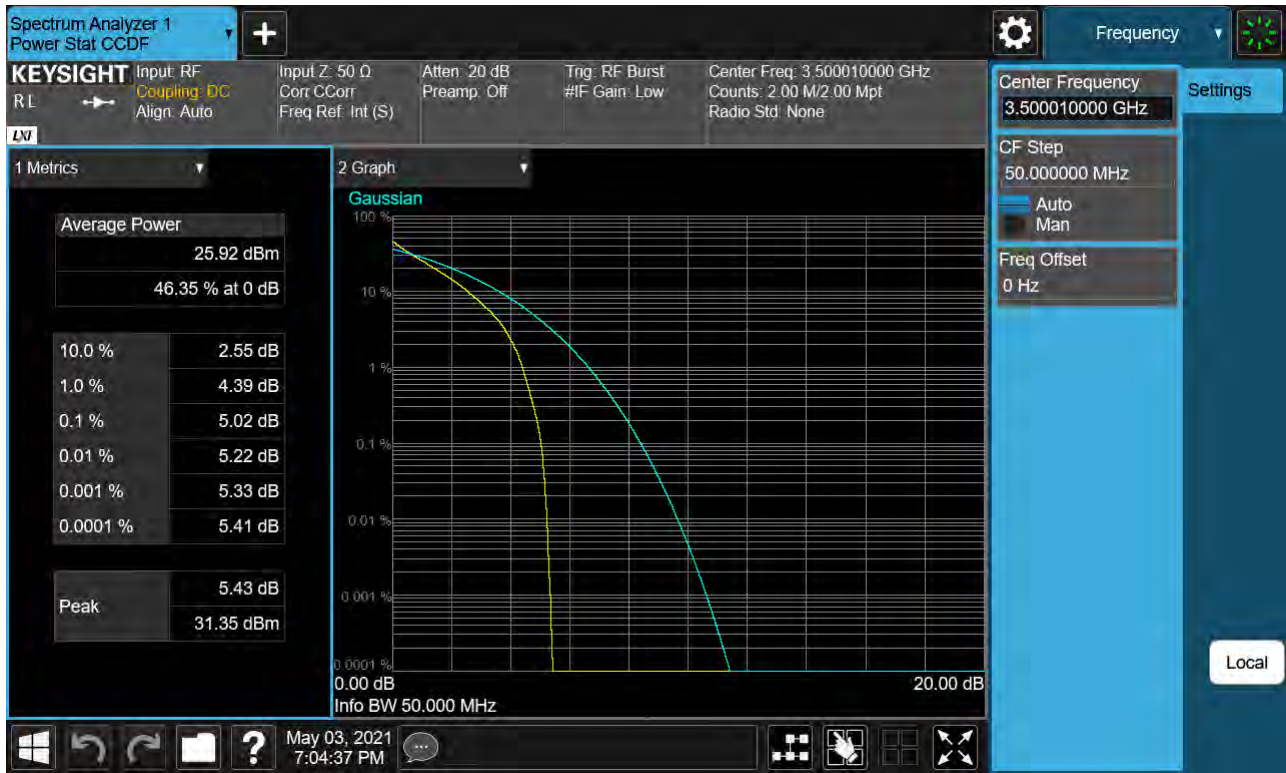 Spectrum Analyzer 1
Power Stat CCDF
Frequency
KEYSIGHT
RL
LXI
Input: RF
Coupling: DC
Align: Auto
Input Z: 50 Ω
Corr CCorr
Freq Ref: Int (S)
Atten: 20 dB
Preamp: Off
Trig: RF Burst
#IF Gain: Low
Center Freq: 3.500010000 GHz
Counts: 2.00 M/2.00 Mpt
Radio Std: None
Center Frequency
3.500010000 GHz
Settings
CF Step
50.000000 MHz
Auto
Man
Freq Offset
0 Hz
Local
1 Metrics
Average Power
25.92 dBm
46.35 % at 0 dB
10.0 % 2.55 dB
1.0 % 4.39 dB
0.1 % 5.02 dB
0.01 % 5.22 dB
0.001 % 5.33 dB
0.0001 % 5.41 dB
Peak 5.43 dB
31.35 dBm
2 Graph
Gaussian
100 %
10 %
1 %
0.1 %
0.01 %
0.001 %
0.0001 %
0.00 dB 20.00 dB
Info BW 50.000 MHz
?
May 03, 2021
7:04:37 PM